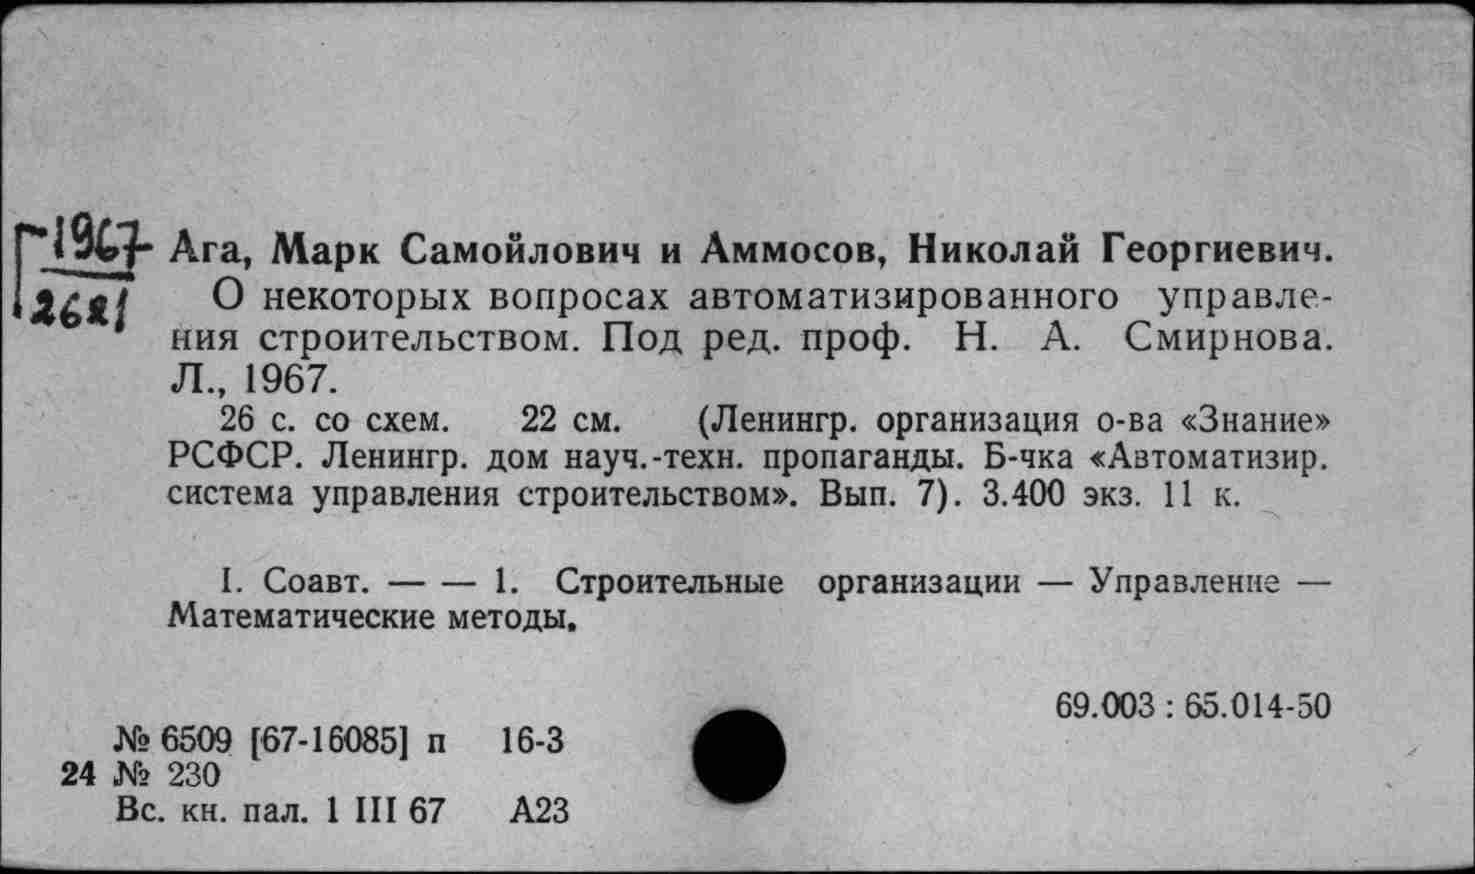 Г-1967
2621
Ага, Марк Самойлович и Аммосов, Николай Георгиевич.
О некоторых вопросах автоматизированного управле-
ния строительством. Под ред. проф. Н. А. Смирнова.
Л., 1967.
26 с. со схем. 22 см. (Ленингр. организация о-ва «Знание»
РСФСР. Ленингр. дом науч.-техн. пропаганды. Б-чка «Автоматизир.
система управления строительством». Вып. 7). 3.400 экз. 11 к.
I. Соавт. — — 1. Строительные организации — Управление —
Математические методы.
69.003 : 65.014-50
№ 6509 [67-16085] п 16-3
24 № 230
Вс. кн. пал. 1 III 67 А23